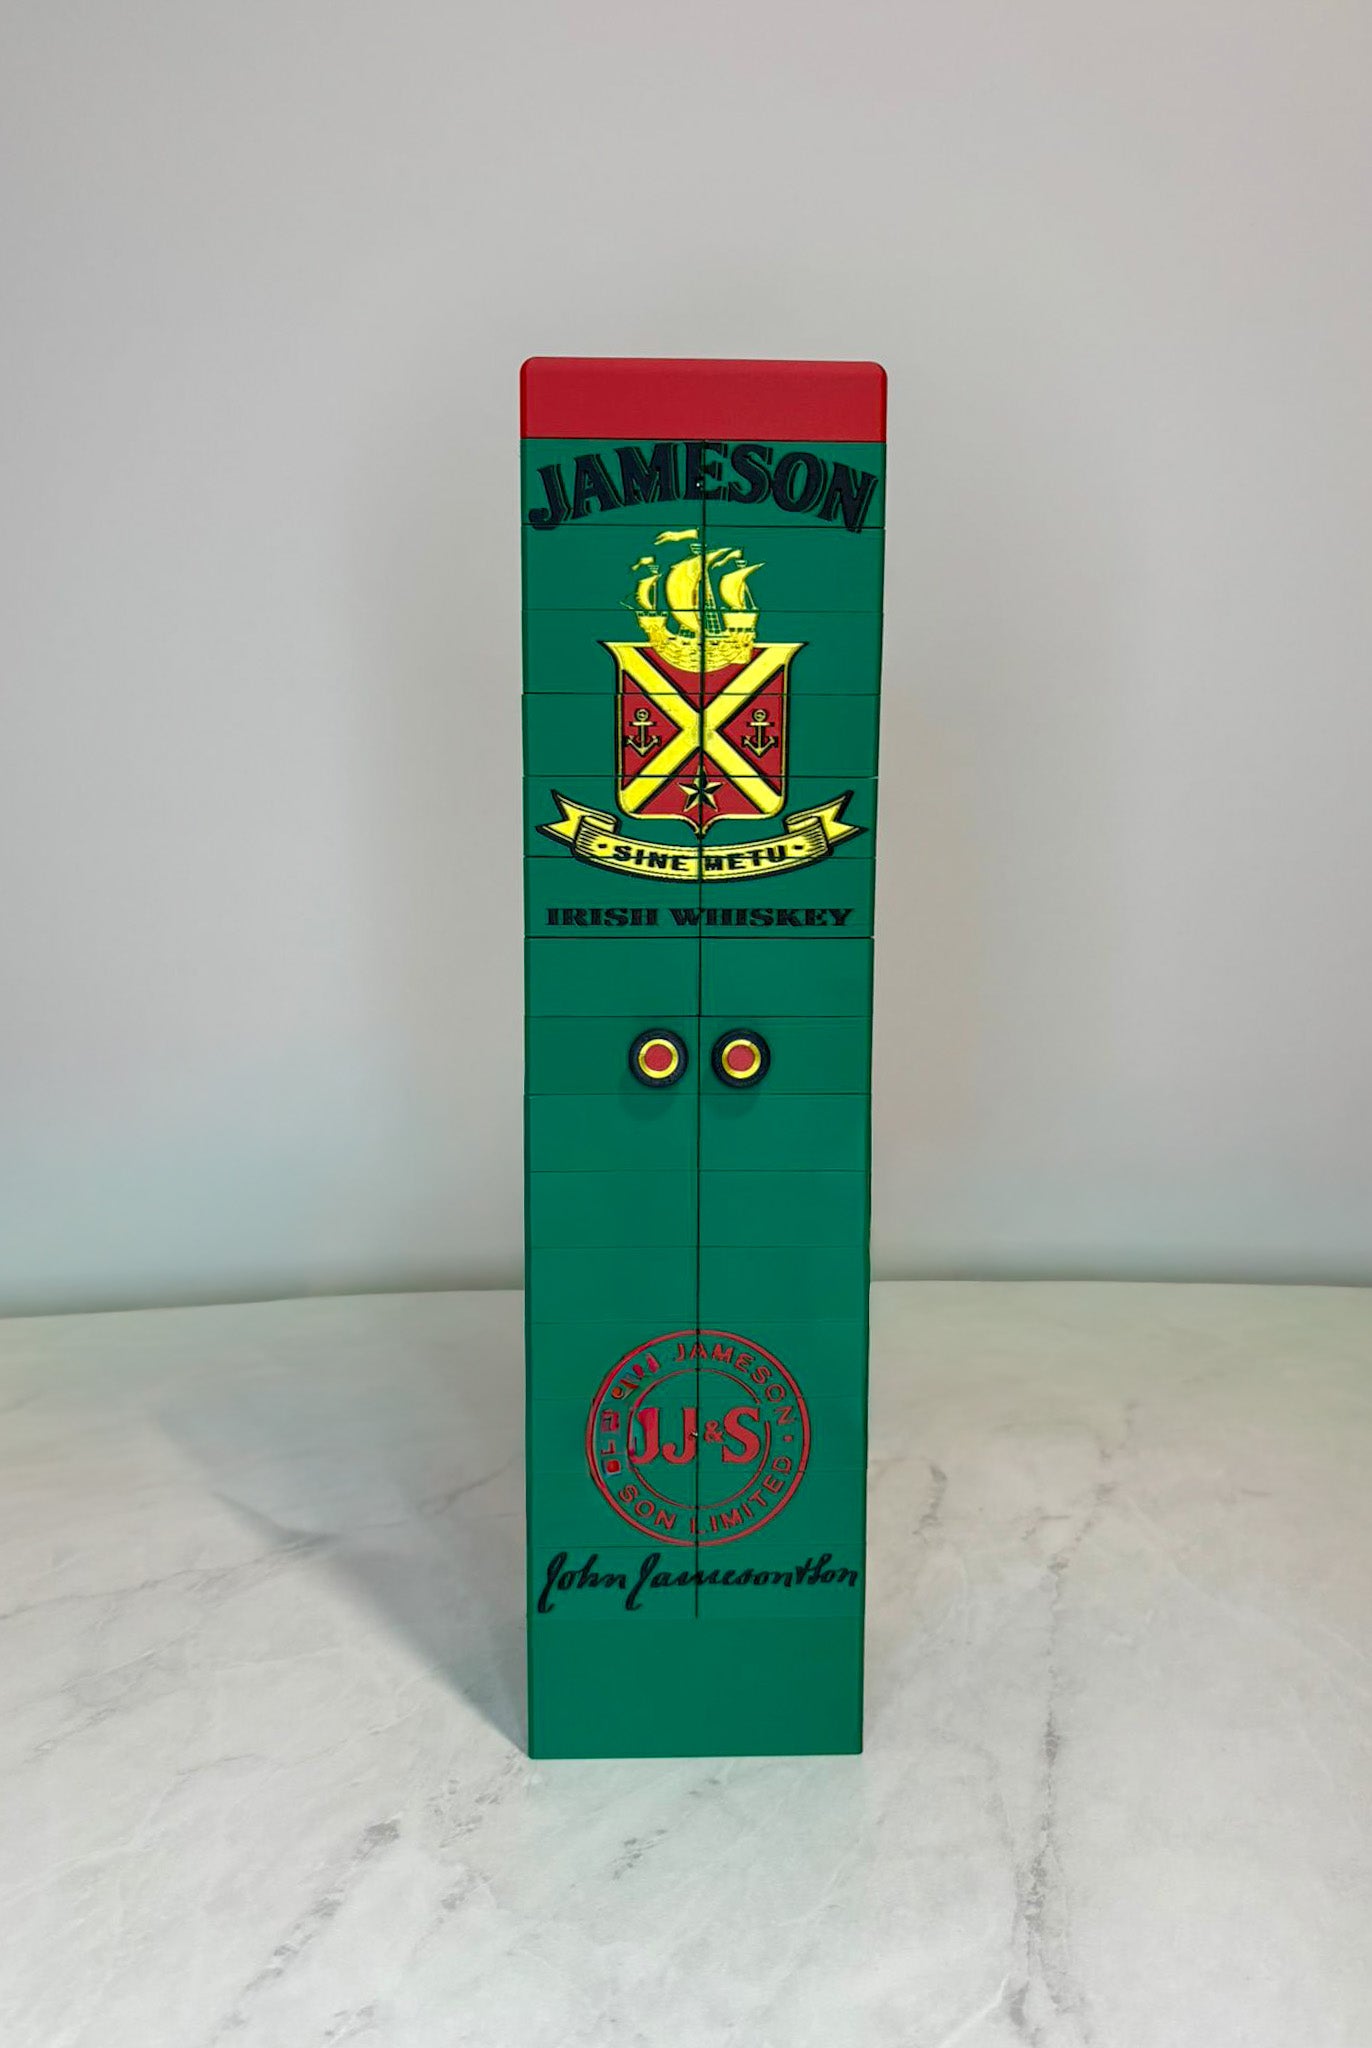 JAMESON
SINE METU
IRISH WHISKEY
JAMESON
JJ&S
SON LIMITED
John Jameson & Son